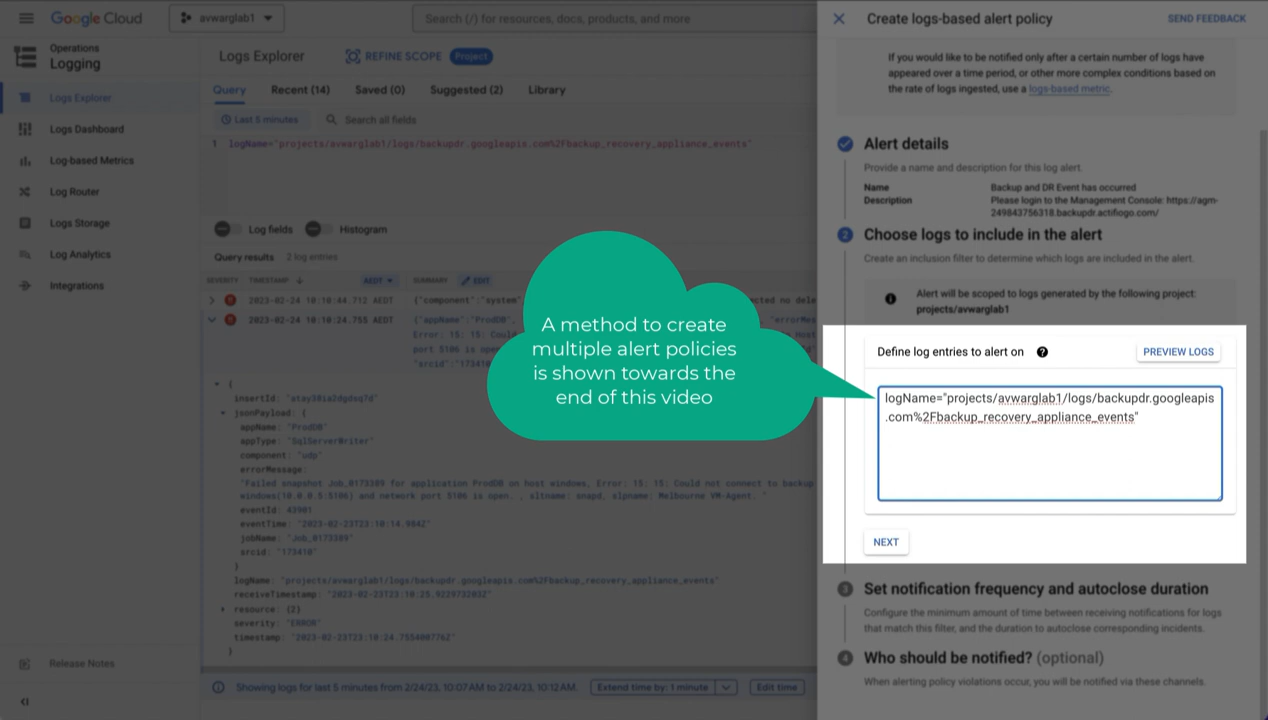 Google Cloud
avwarglab1
Search (/) for resources, docs, products, and more
Operations
Logging
Logs Explorer
Logs Dashboard
Log-based Metrics
Log Router
Logs Storage
Log Analytics
Integrations
Release Notes
Logs Explorer
REFINE SCOPE
Project
Query
Recent (14)
Saved (0)
Suggested (2)
Library
Last 5 minutes
Search all fields
1 logName="projects/avwarglab1/logs/backupdr.googleapis.com%2Fbackup_recovery_appliance_events"
Log fields
Histogram
Query results
2 log entries
SEVERITY
TIMESTAMP
AEDT
SUMMARY
EDIT
2023-02-24 10:10:44.712 AEDT
{"component":"system"
cted no dele
2023-02-24 10:10:24.755 AEDT
{"appName":"ProdDB",
"errorMes
Error: 15: 15: Could
host
port 5106 is open
"srcid":"173410"
{
insertId:
jsonPayload: {
appName: "ProdDB"
appType: "SqlServerWriter"
component: "udp"
errorMessage:
"Failed snapshot Job_0173389 for application ProdDB on host windows, Error: 15: 15: Could not connect to backup
windows(10.0.0.5:5106) and network port 5106 is open. , altname: snapd, slpname: Melbourne VM-Agent. "
eventId: 43901
eventTime: "2023-02-23T23:10:14.984Z"
jobName: "Job_0173389"
srcid: "173410"
}
logName: "projects/avwarglab1/logs/backupdr.googleapis.com%2Fbackup_recovery_appliance_events"
receiveTimestamp: "2023-02-23T23:10:25.922973203Z"
resource: {2}
severity: "ERROR"
timestamp: "2023-02-23T23:10:24.755400776Z"
}
Showing logs for last 5 minutes from 2/24/23, 10:07 AM to 2/24/23, 10:12 AM.
Extend time by: 1 minute
Edit time
A method to create
multiple alert policies
is shown towards the
end of this video
Create logs-based alert policy
SEND FEEDBACK
If you would like to be notified only after a certain number of logs have
appeared over a time period, or other more complex conditions based on
the rate of logs ingested, use a logs-based metric.
Alert details
Provide a name and description for this log alert.
Name
Backup and DR Event has occurred
Description
Please login to the Management Console: https://agm-
249843756318.backupdr.actifiogo.com/
2 Choose logs to include in the alert
Create an inclusion filter to determine which logs are included in the alert.
Alert will be scoped to logs generated by the following project:
projects/avwarglab1
Define log entries to alert on
PREVIEW LOGS
logName="projects/avwarglab1/logs/backupdr.googleapis
.com%2Fbackup_recovery_appliance_events"
NEXT
3 Set notification frequency and autoclose duration
Configure the minimum amount of time between receiving notifications for logs
that match this filter, and the duration to autoclose corresponding incidents.
4 Who should be notified? (optional)
When alerting policy violations occur, you will be notified via these channels.